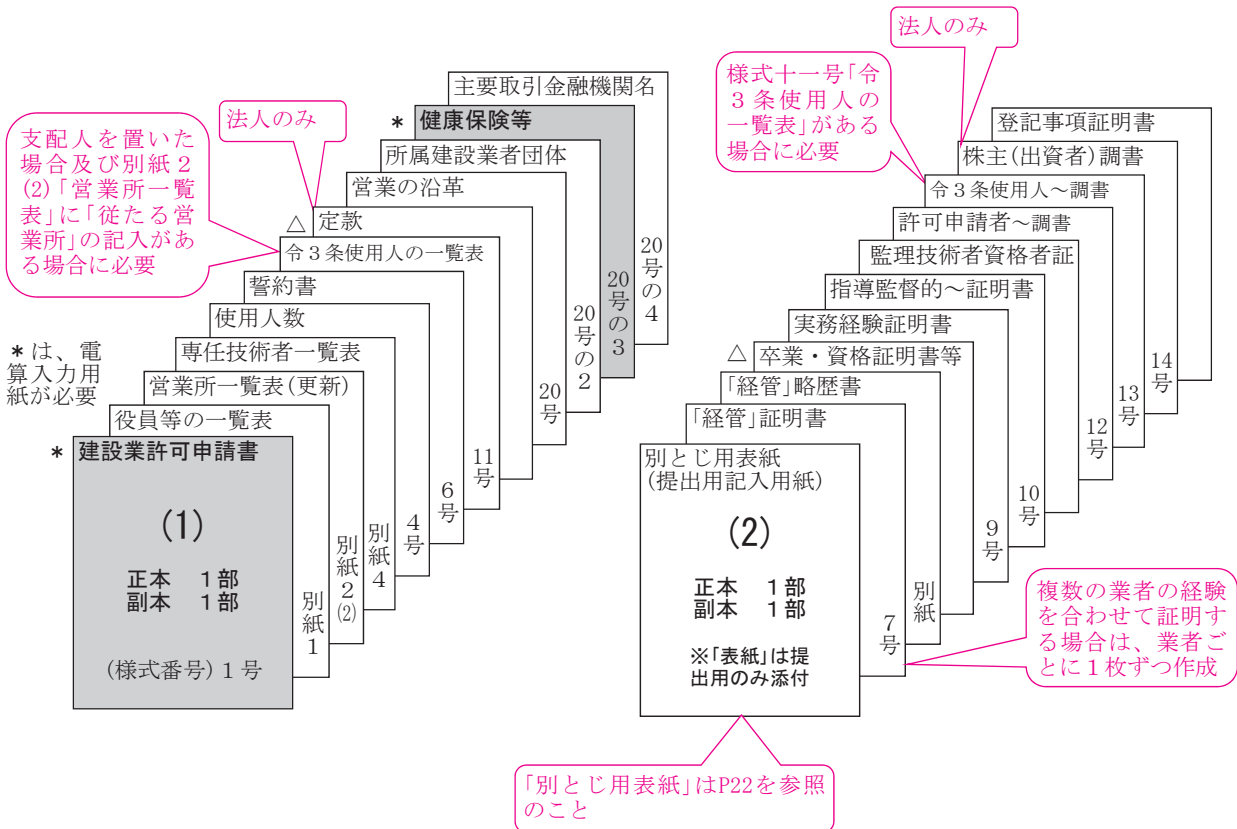 法人のみ
支配人を置いた
場合及び別紙２
(2)｢営業所一覧
表｣に｢従たる営
業所｣の記入があ
る場合に必要
主要取引金融機関名
* 健康保険等
所属建設業者団体
営業の沿革
△ 定款
令３条使用人の一覧表
誓約書
使用人数
専任技術者一覧表
営業所一覧表(更新)
役員等の一覧表
* 建設業許可申請書
*は、電
算入力用
紙が必要
(1)
正本　１部
副本　１部
(様式番号)１号
別紙１
別紙２(2)
別紙４
４号
６号
11号
20号
20号の２
20号の３
20号の４
法人のみ
様式十一号｢令
３条使用人の
一覧表｣がある
場合に必要
登記事項証明書
株主(出資者)調書
令３条使用人～調書
許可申請者～調書
監理技術者資格者証
指導監督的～証明書
実務経験証明書
△ 卒業・資格証明書等
｢経管｣略歴書
｢経管｣証明書
別とじ用表紙
(提出用記入用紙)
(2)
正本　１部
副本　１部
※｢表紙｣は提
出用のみ添付
７号
別紙
９号
10号
12号
13号
14号
複数の業者の経験
を合わせて証明す
る場合は、業者ご
とに１枚ずつ作成
｢別とじ用表紙｣はP22を参照
のこと